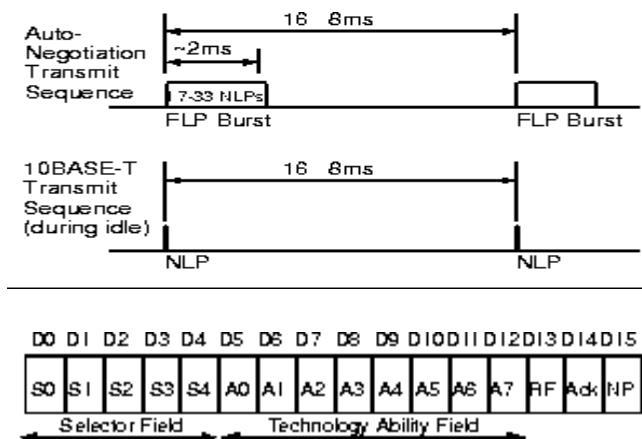 16 8ms
Auto-
Negotiation
Transmit
Sequence
~2ms
17-33 NLPs
FLP Burst
FLP Burst
10BASE-T
Transmit
Sequence
(during idle)
16 8ms
NLP
NLP
D0 D1 D2 D3 D4 D5 D6 D7 D8 D9 D10 D11 D12 D13 D14 D15
S0 S1 S2 S3 S4 A0 A1 A2 A3 A4 A5 A6 A7 RF Ack NP
Selector Field Technology Ability Field